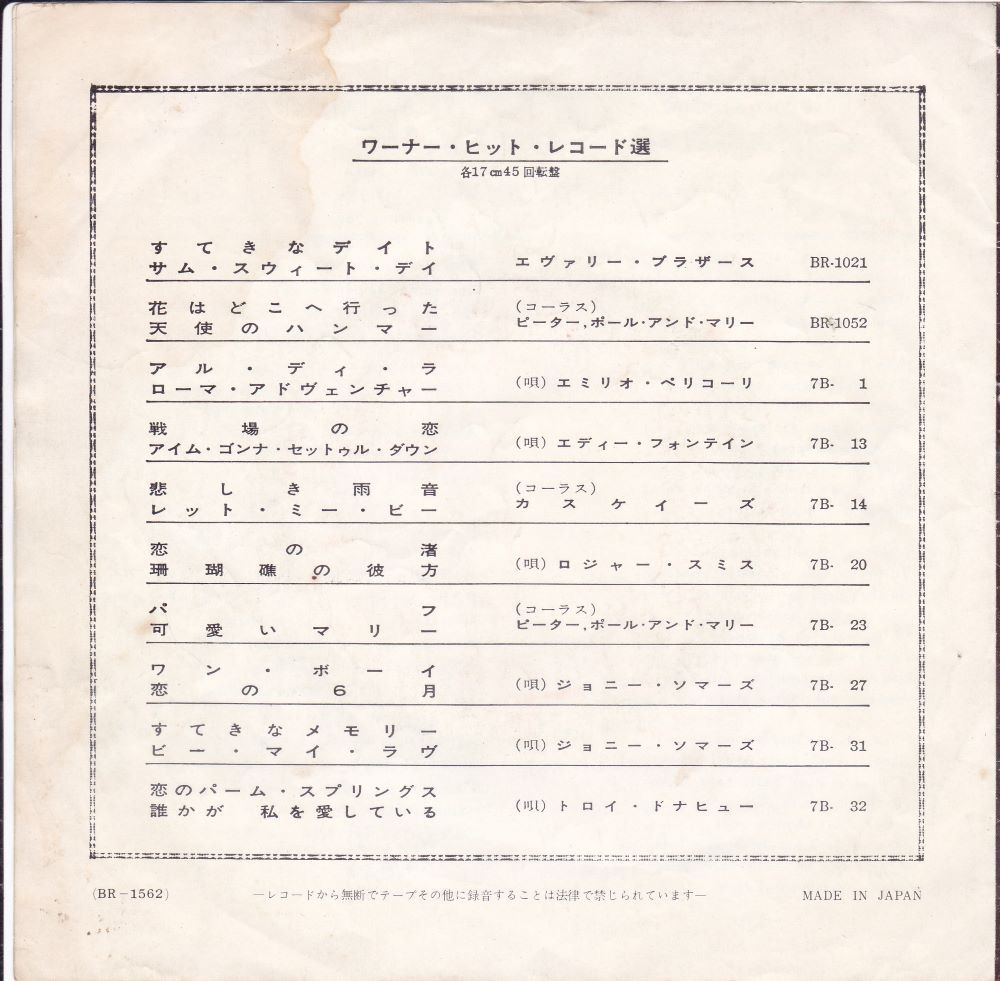 ワーナー・ヒット・レコード選
各17㎝45回転盤
すてきなデイト
サム・スウィート・デイ
エヴァリー・ブラザース BR-1021
花はどこへ行った
天使のハンマー
(コーラス)
ピーター,ポール・アンド・マリー BR-1052
アル・ディ・ラ
ローマ・アドヴェンチャー
(唄) エミリオ・ペリコーリ 7B- 1
戦場の恋
アイム・ゴンナ・セットゥル・ダウン
(唄) エディー・フォンテイン 7B- 13
悲しき雨音
レット・ミー・ビー
(コーラス)
カスケイーズ 7B- 14
恋の渚
珊瑚礁の彼方
(唄) ロジャー・スミス 7B- 20
パフ
可愛いマリー
(コーラス)
ピーター,ポール・アンド・マリー 7B- 23
ワン・ボーイ
恋の6月
(唄) ジョニー・ソマーズ 7B- 27
すてきなメモリー
ビー・マイ・ラヴ
(唄) ジョニー・ソマーズ 7B- 31
恋のパーム・スプリングス
誰かが 私を愛している
(唄) トロイ・ドナヒュー 7B- 32
(BR-1562) ―レコードから無断でテープその他に録音することは法律で禁じられています― MADE IN JAPAN